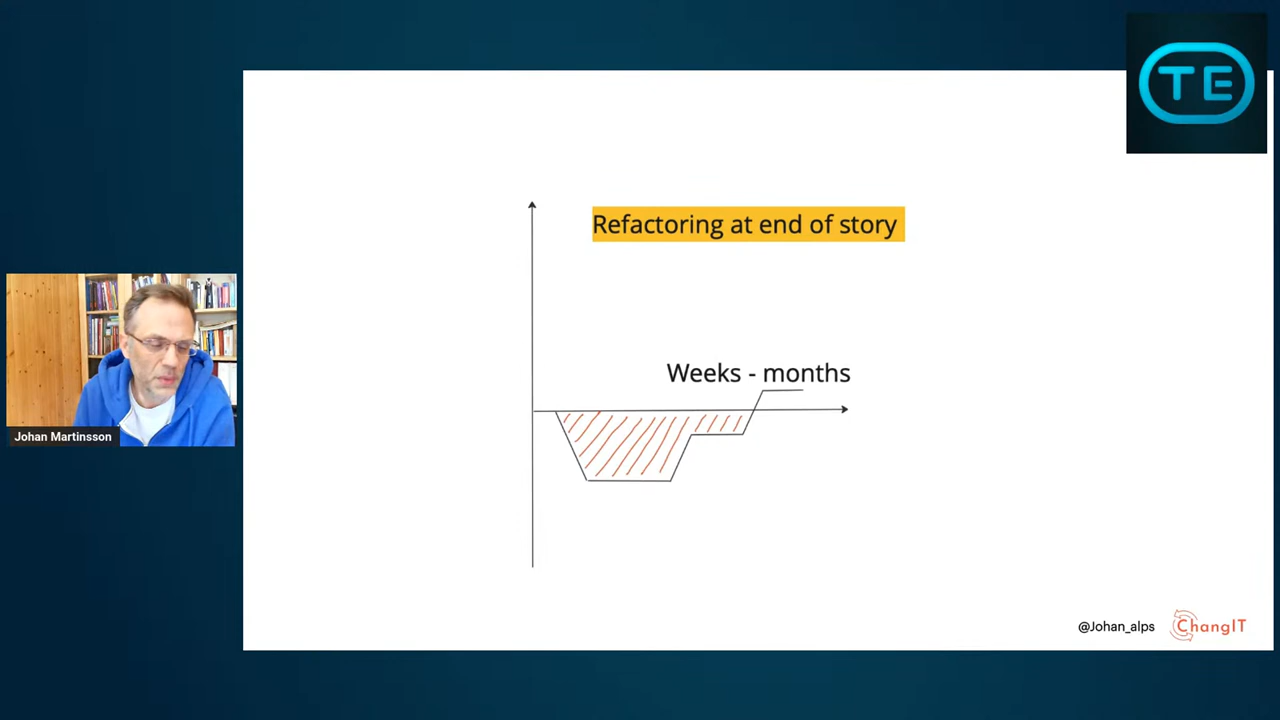 TE
Refactoring at end of story
Weeks - months
Johan Martinsson
@Johan_alps
ChangIT